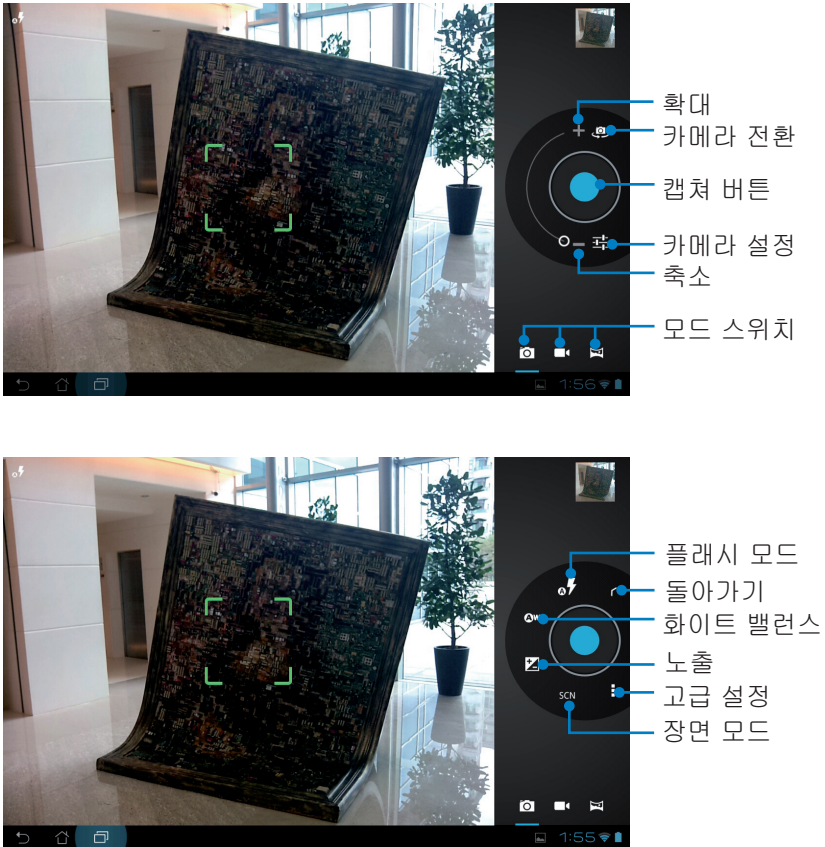 확대
카메라 전환
캡쳐 버튼
카메라 설정
축소
모드 스위치
1:56
플래시 모드
돌아가기
화이트 밸런스
노출
고급 설정
SCN
장면 모드
1:55